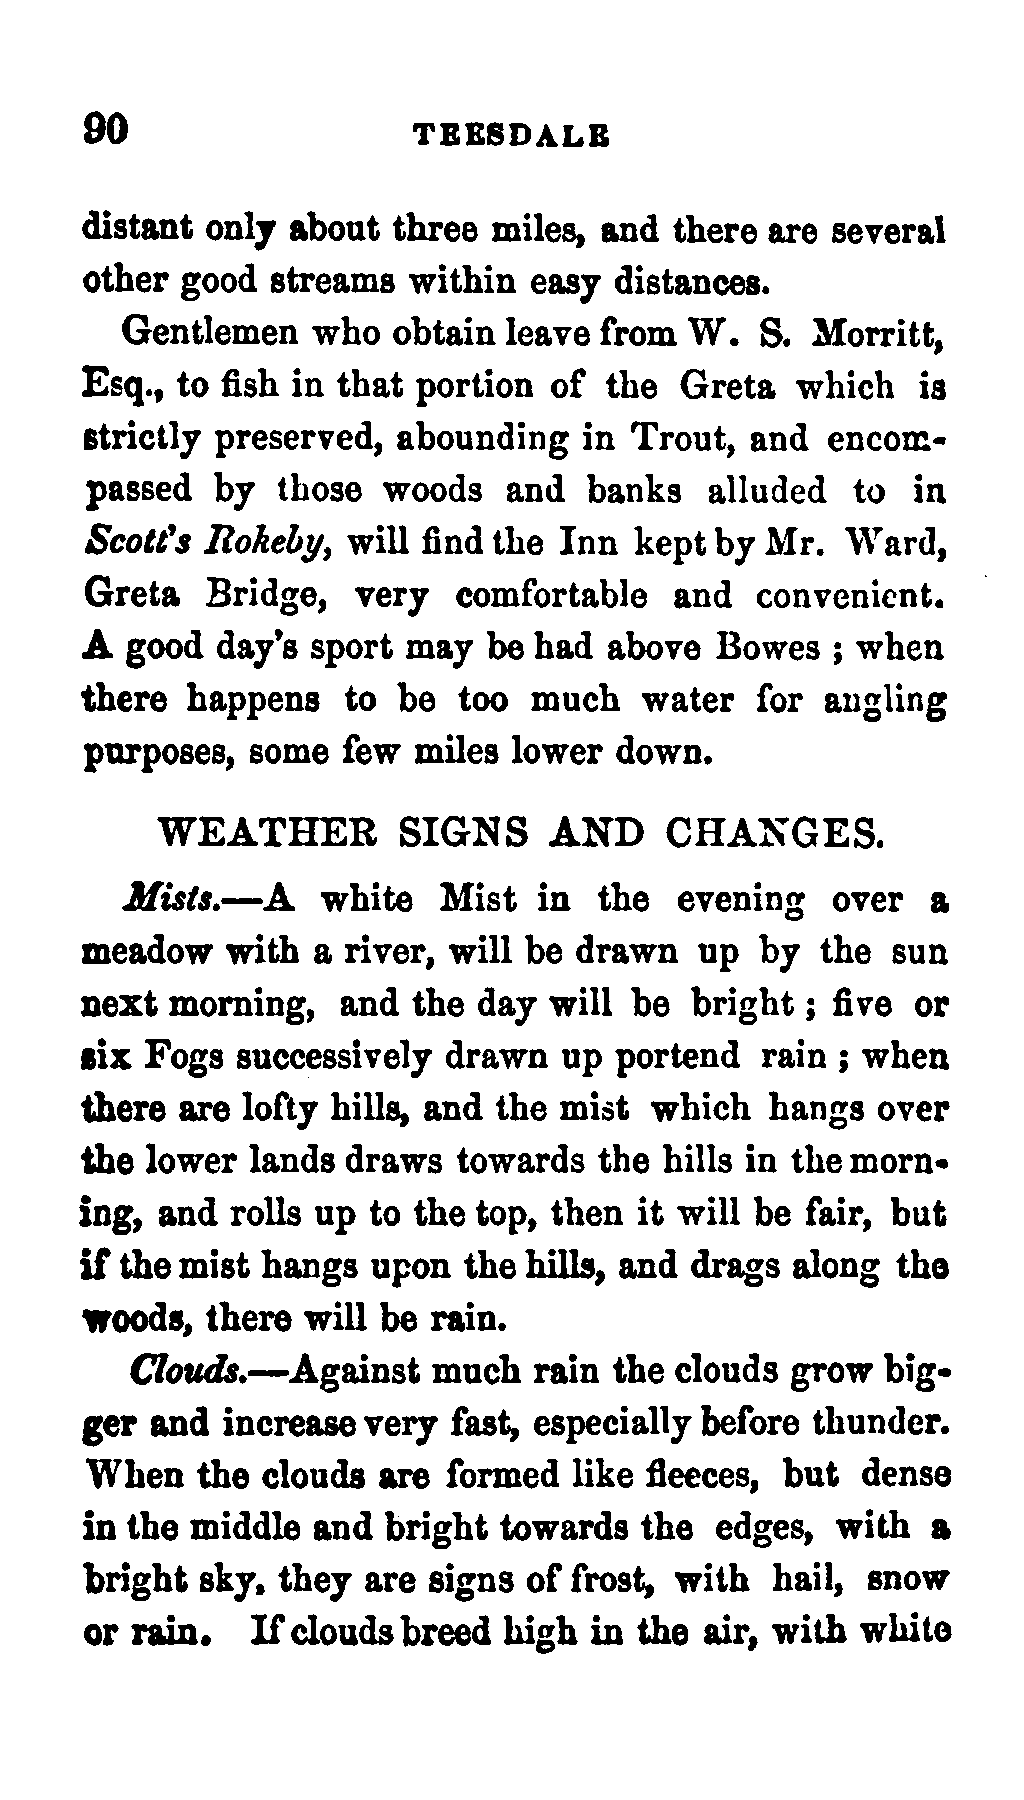 90 TEESDALE
distant only about three miles, and there are several
other good streams within easy distances.
Gentlemen who obtain leave from W. S. Morritt,
Esq., to fish in that portion of the Greta which is
strictly preserved, abounding in Trout, and encom-
passed by those woods and banks alluded to in
Scott's Rokeby, will find the Inn kept by Mr. Ward,
Greta Bridge, very comfortable and convenient.
A good day's sport may be had above Bowes ; when
there happens to be too much water for angling
purposes, some few miles lower down.
WEATHER SIGNS AND CHANGES.
Mists.—A white Mist in the evening over a
meadow with a river, will be drawn up by the sun
next morning, and the day will be bright ; five or
six Fogs successively drawn up portend rain ; when
there are lofty hills, and the mist which hangs over
the lower lands draws towards the hills in the morn-
ing, and rolls up to the top, then it will be fair, but
if the mist hangs upon the hills, and drags along the
woods, there will be rain.
Clouds.—Against much rain the clouds grow big-
ger and increase very fast, especially before thunder.
When the clouds are formed like fleeces, but dense
in the middle and bright towards the edges, with a
bright sky, they are signs of frost, with hail, snow
or rain. If clouds breed high in the air, with white